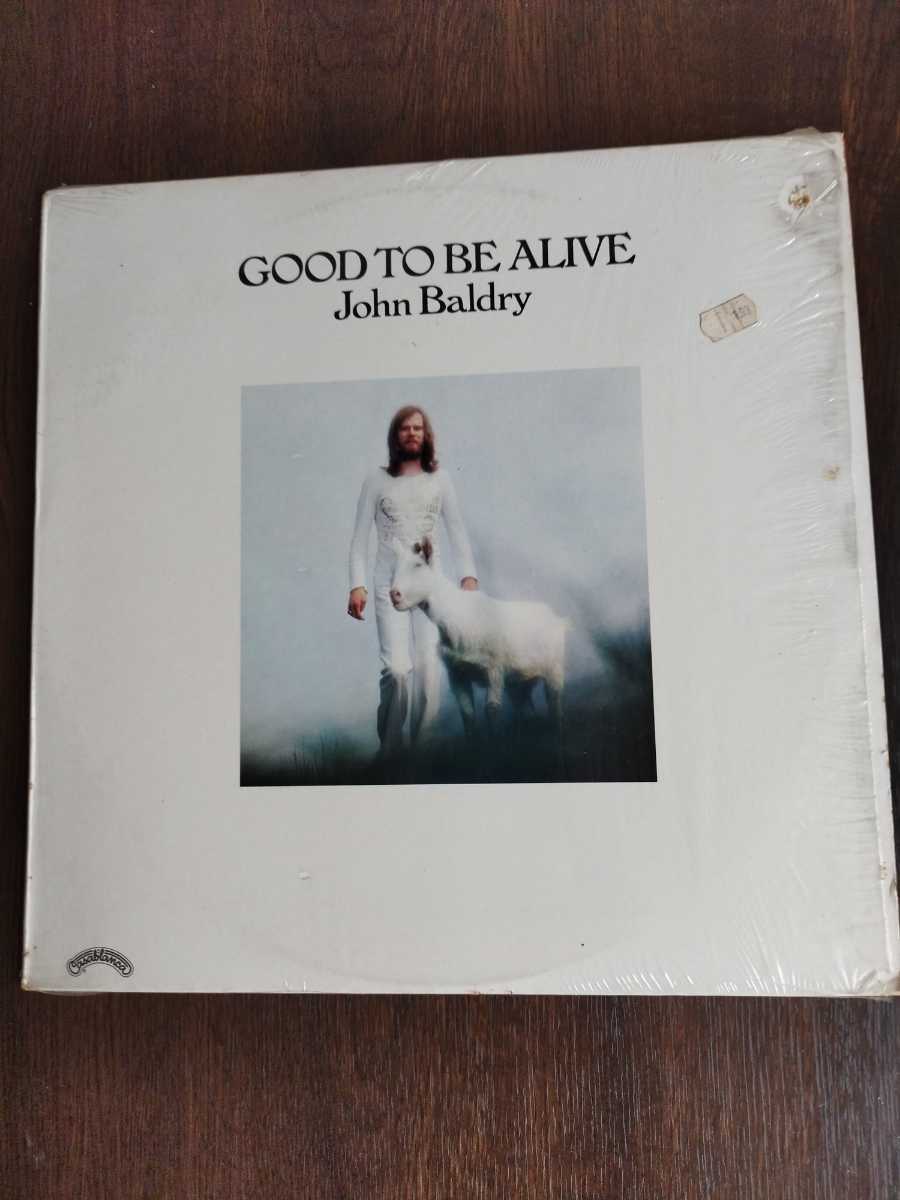 GOOD TO BE ALIVE
John Baldry
Casablanca